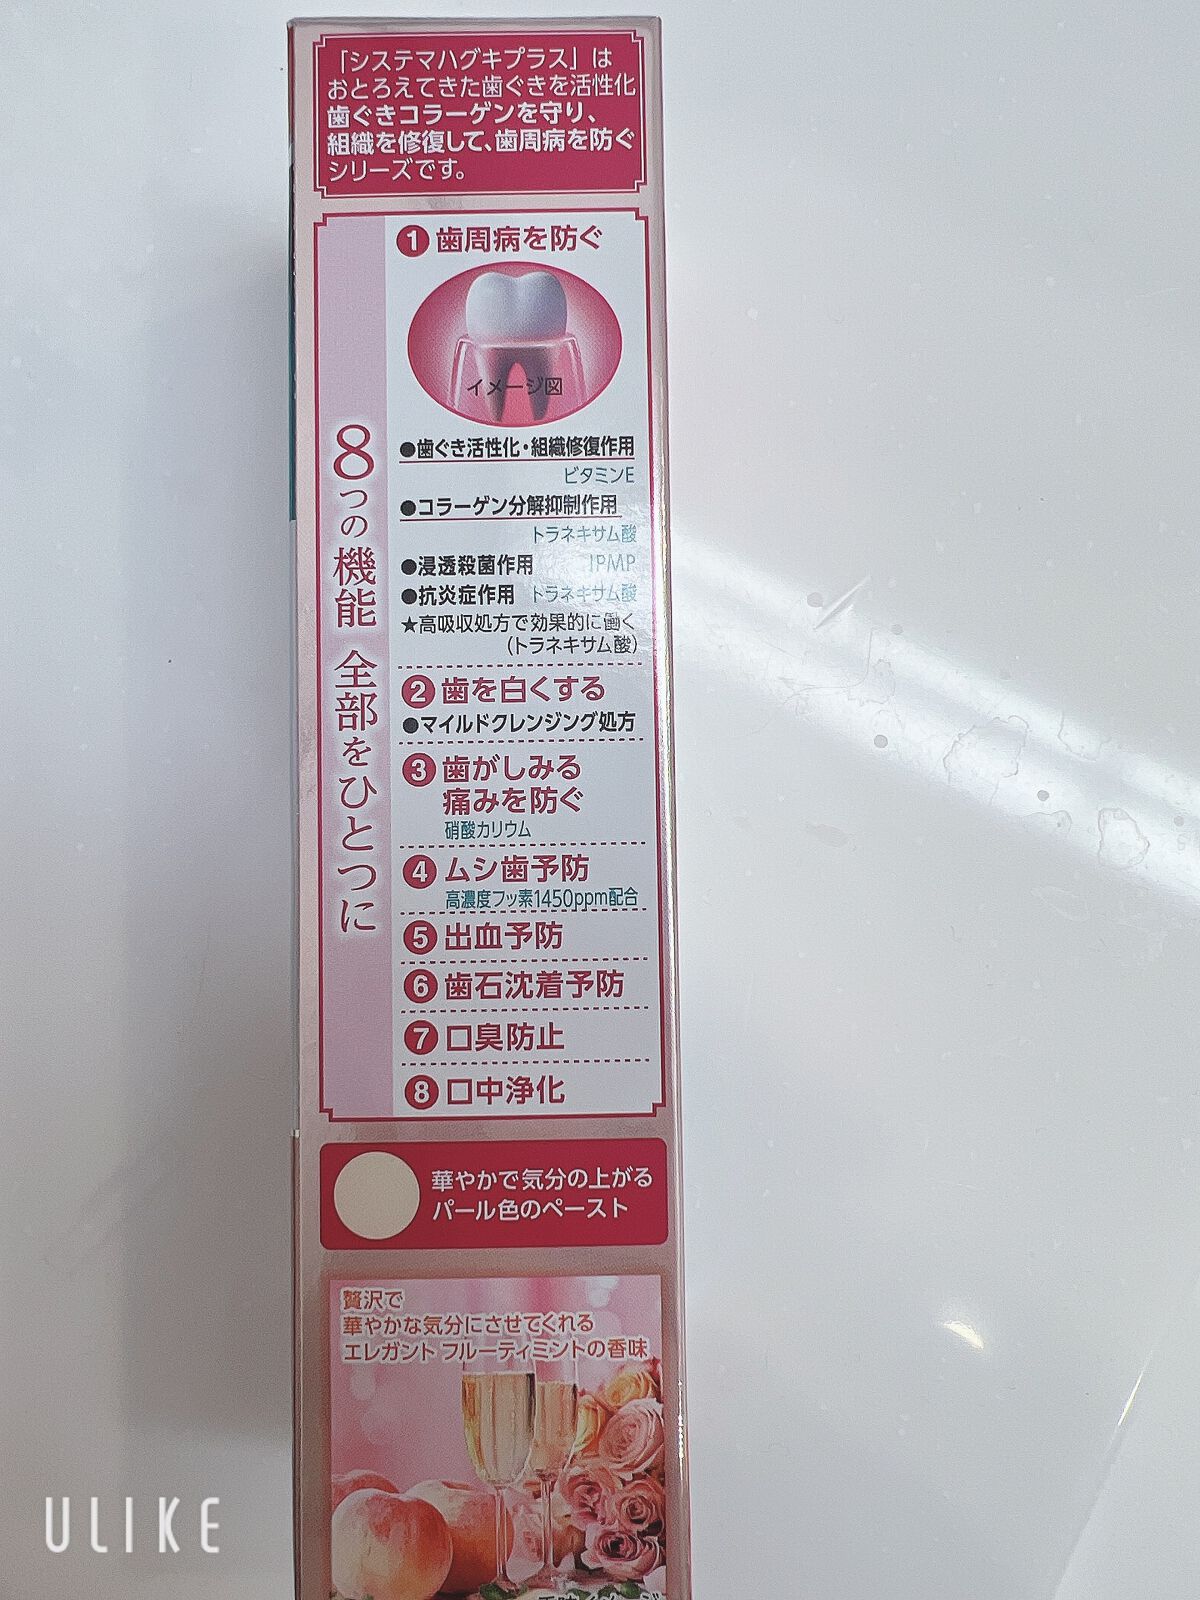 「システマハグキプラス」は
おとろえてきた歯ぐきを活性化
歯ぐきコラーゲンを守り、
組織を修復して、歯周病を防ぐ
シリーズです。
8つの機能 全部をひとつに
1 歯周病を防ぐ
イメージ図
●歯ぐき活性化・組織修復作用
ビタミンE
●コラーゲン分解抑制作用
トラネキサム酸
●浸透殺菌作用 IPMP
●抗炎症作用 トラネキサム酸
★高吸収処方で効果的に働く
(トラネキサム酸)
2 歯を白くする
●マイルドクレンジング処方
3 歯がしみる
痛みを防ぐ
硝酸カリウム
4 ムシ歯予防
高濃度フッ素1450ppm配合
5 出血予防
6 歯石沈着予防
7 口臭防止
8 口中浄化
華やかで気分の上がる
パール色のペースト
贅沢で
華やかな気分にさせてくれる
エレガント フルーティミントの香味
ULIKE